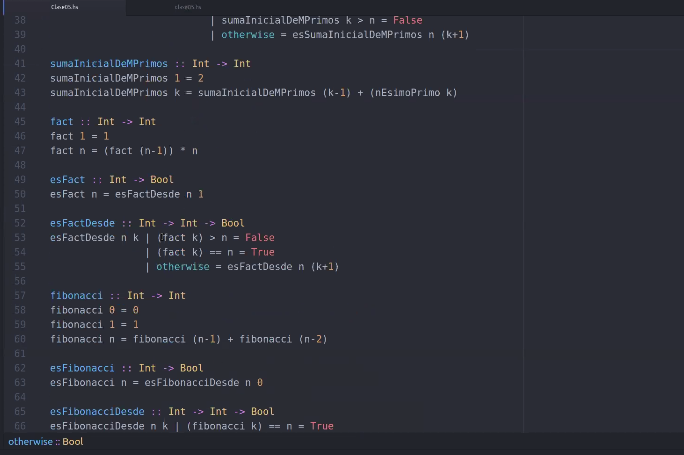 Clase05.hs
clase05.hs
38 | sumaInicialDeMPrimos k > n = False
39 | otherwise = esSumaInicialDeMPrimos n (k+1)
40
41 sumaInicialDeMPrimos :: Int -> Int
42 sumaInicialDeMPrimos 1 = 2
43 sumaInicialDeMPrimos k = sumaInicialDeMPrimos (k-1) + (nEsimoPrimo k)
44
45 fact :: Int -> Int
46 fact 1 = 1
47 fact n = (fact (n-1)) * n
48
49 esFact :: Int -> Bool
50 esFact n = esFactDesde n 1
51
52 esFactDesde :: Int -> Int -> Bool
53 esFactDesde n k | (fact k) > n = False
54 | (fact k) == n = True
55 | otherwise = esFactDesde n (k+1)
56
57 fibonacci :: Int -> Int
58 fibonacci 0 = 0
59 fibonacci 1 = 1
60 fibonacci n = fibonacci (n-1) + fibonacci (n-2)
61
62 esFibonacci :: Int -> Bool
63 esFibonacci n = esFibonacciDesde n 0
64
65 esFibonacciDesde :: Int -> Int -> Bool
66 esFibonacciDesde n k | (fibonacci k) == n = True
otherwise :: Bool